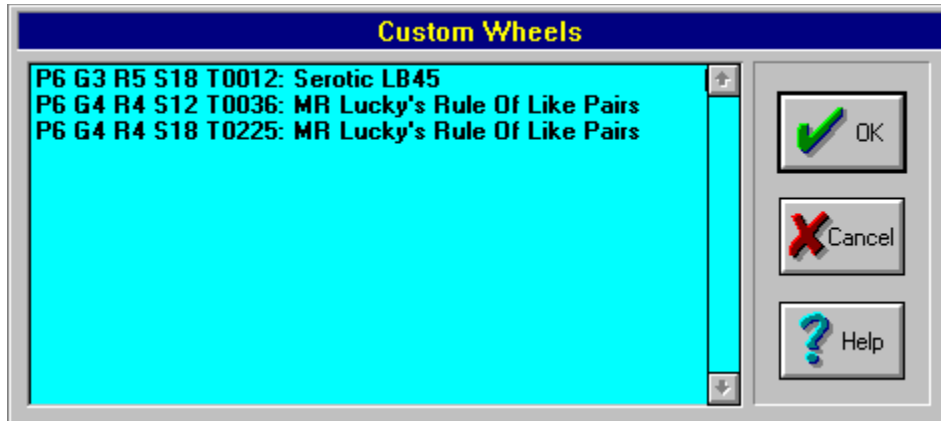 Custom Wheels
P6 G3 R5 S18 T0012: Serotic LB45
P6 G4 R4 S12 T0036: MR Lucky's Rule Of Like Pairs
P6 G4 R4 S18 T0225: MR Lucky's Rule Of Like Pairs
OK
Cancel
Help